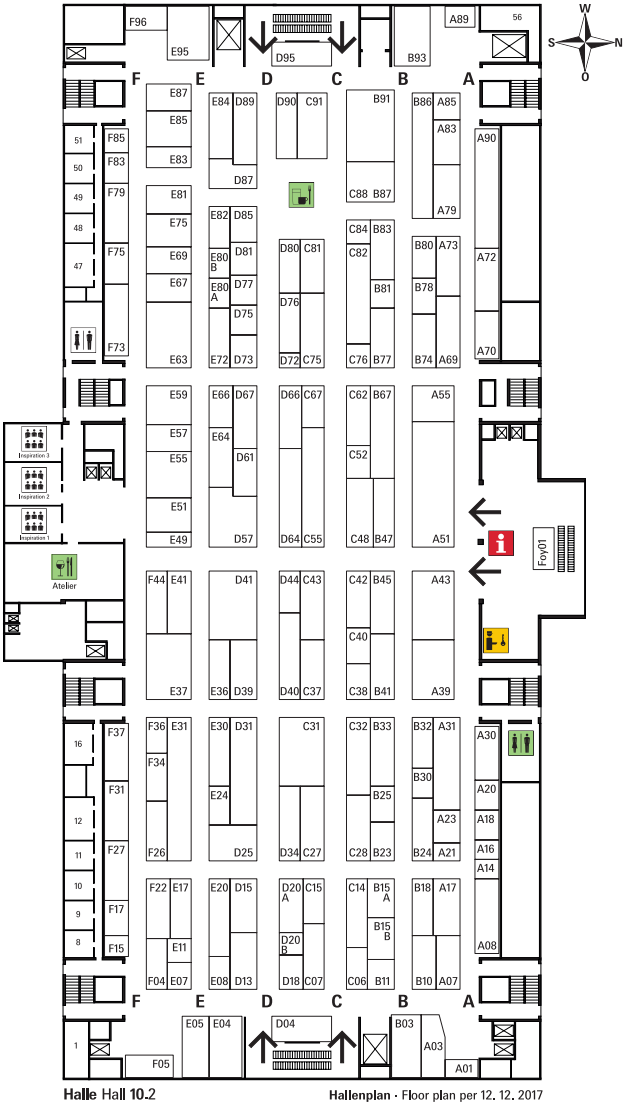 F96
E95
D95
B93
A89
56
W
S N
O
F E D C B A
E87
E84 D89
D90 C91
B91
B86 A85
E85
A83
51
F85
A90
50
F83
E83
D87
C88 B87
49
F79
E81
A79
48
E75
E82 D85
C84 B83
47
F75
E69
E80
B
D81
D80 C81
C82
B80 A73
A72
E67
E80
A
D77
D76
B81
B78
D75
F73
E63
E72 D73
D72 C75
C76 B77
B74 A69
A70
E59
E66 D67
D66 C67
C62 B67
A55
E57
E64
Inspiration 3
E55
D61
C52
Inspiration 2
E51
Inspiration 1
E49
D57
D64 C55
C48 B47
A51
i
Foy01
Atelier
F44 E41
D41
D44 C43
C42 B45
A43
C40
E37
E36 D39
D40 C37
C38 B41
A39
16
F37
F36 E31
E30 D31
C31
C32 B33
B32 A31
A30
F34
B30
F31
E24
B25
A20
12
A23
A18
11
F27
F26
D25
D34 C27
C28 B23
B24 A21
A16
A14
10
F22 E17
E20 D15
D20
A
C15
C14 B15
A
B18 A17
9
F17
B15
B
8
F15
E11
D20
B
A08
F04 E07
E08 D13
D18 C07
C06 B11
B10 A07
F E D C B A
1
E05 E04
D04
B03
A03
F05
A01
Halle Hall 10.2
Hallenplan · Floor plan per 12. 12. 2017